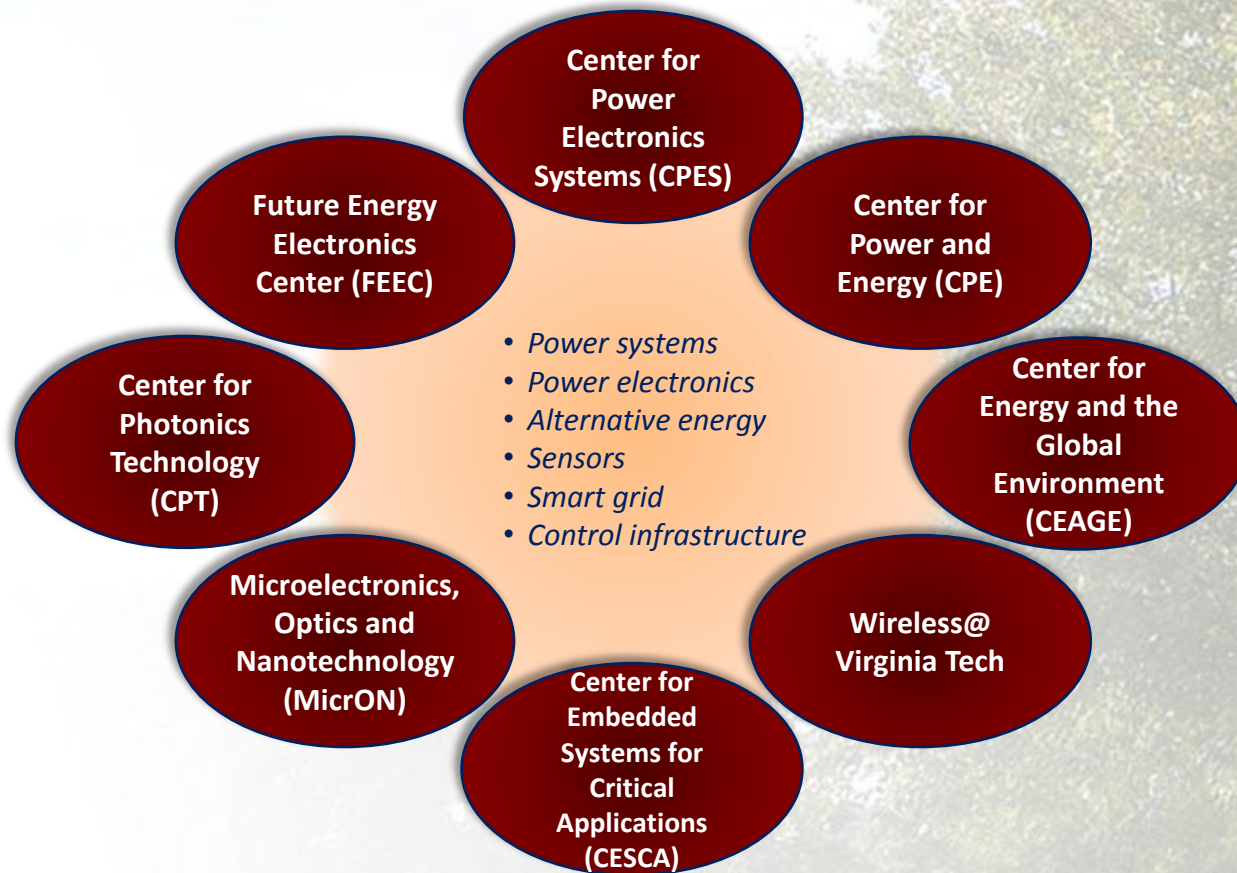 Center for
Power
Electronics
Systems (CPES)
Future Energy
Electronics
Center (FEEC)
Center for
Power and
Energy (CPE)
• Power systems
• Power electronics
• Alternative energy
• Sensors
• Smart grid
• Control infrastructure
Center for
Photonics
Technology
(CPT)
Center for
Energy and the
Global
Environment
(CEAGE)
Microelectronics,
Optics and
Nanotechnology
(MicrON)
Wireless@
Virginia Tech
Center for
Embedded
Systems for
Critical
Applications
(CESCA)